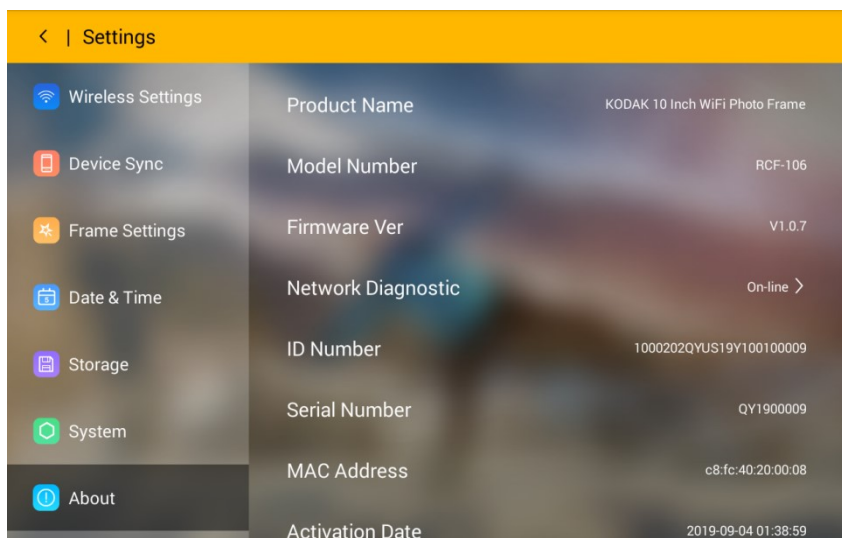 < | Settings
Wireless Settings
Device Sync
Frame Settings
Date & Time
Storage
System
About
Product Name KODAK 10 Inch WiFi Photo Frame
Model Number RCF-106
Firmware Ver V1.0.7
Network Diagnostic On-line >
ID Number 1000202QYUS19Y100100009
Serial Number QY1900009
MAC Address c8:fc:40:20:00:08
Activation Date 2019-09-04 01:38:59